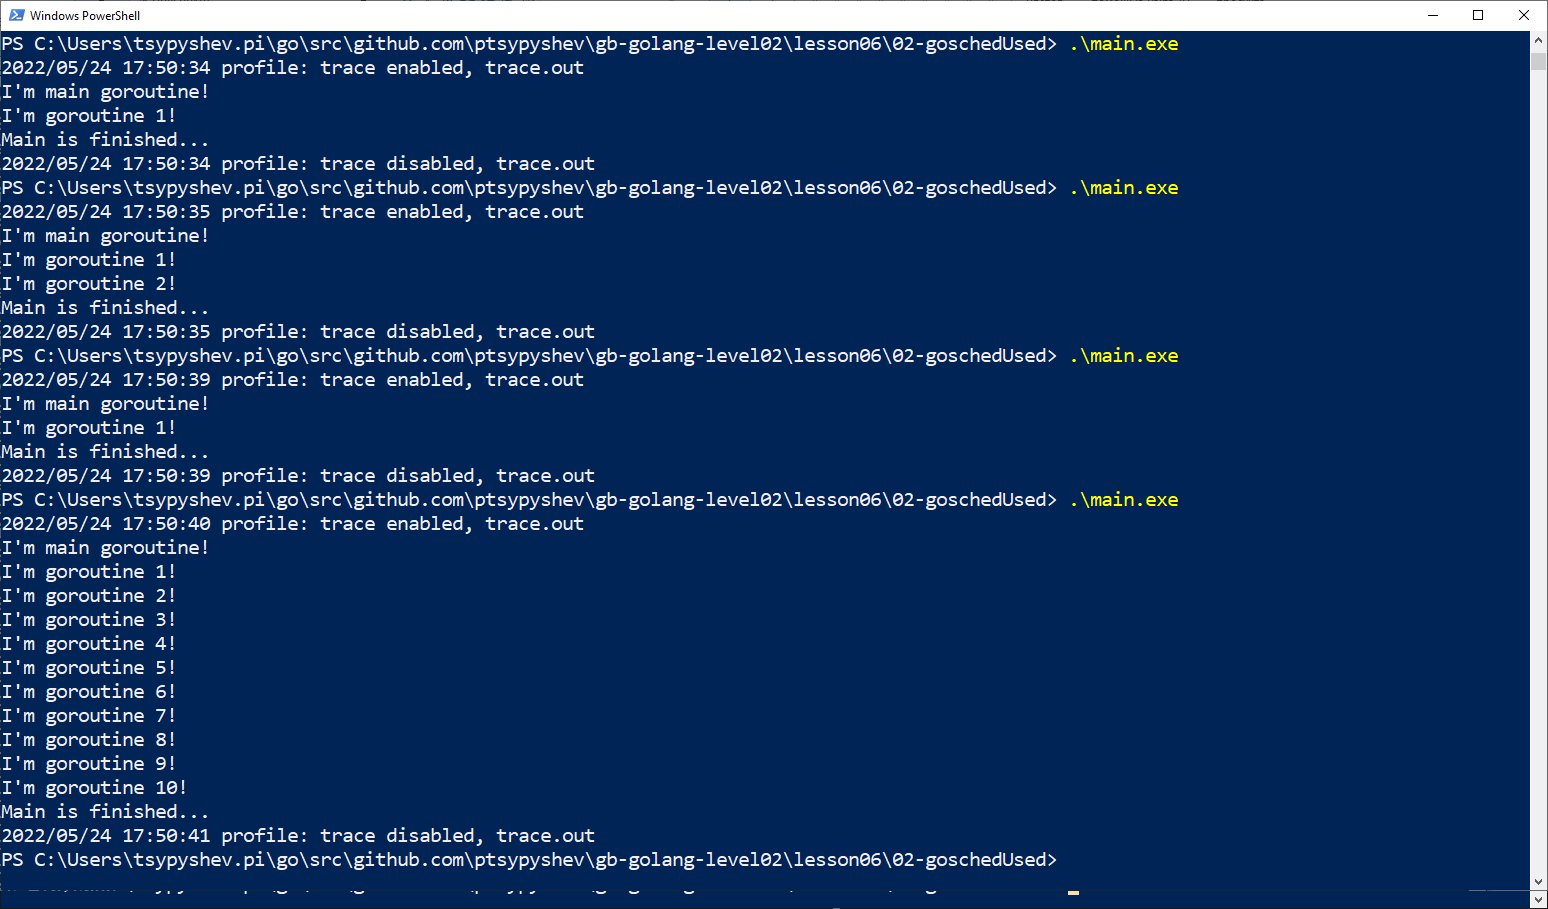 Windows PowerShell
PS C:\Users\tsypyshev.pi\go\src\github.com\ptsypyshev\gb-golang-level02\lesson06\02-goschedUsed> .\main.exe
2022/05/24 17:50:34 profile: trace enabled, trace.out
I'm main goroutine!
I'm goroutine 1!
Main is finished...
2022/05/24 17:50:34 profile: trace disabled, trace.out
PS C:\Users\tsypyshev.pi\go\src\github.com\ptsypyshev\gb-golang-level02\lesson06\02-goschedUsed> .\main.exe
2022/05/24 17:50:35 profile: trace enabled, trace.out
I'm main goroutine!
I'm goroutine 1!
I'm goroutine 2!
Main is finished...
2022/05/24 17:50:35 profile: trace disabled, trace.out
PS C:\Users\tsypyshev.pi\go\src\github.com\ptsypyshev\gb-golang-level02\lesson06\02-goschedUsed> .\main.exe
2022/05/24 17:50:39 profile: trace enabled, trace.out
I'm main goroutine!
I'm goroutine 1!
Main is finished...
2022/05/24 17:50:39 profile: trace disabled, trace.out
PS C:\Users\tsypyshev.pi\go\src\github.com\ptsypyshev\gb-golang-level02\lesson06\02-goschedUsed> .\main.exe
2022/05/24 17:50:40 profile: trace enabled, trace.out
I'm main goroutine!
I'm goroutine 1!
I'm goroutine 2!
I'm goroutine 3!
I'm goroutine 4!
I'm goroutine 5!
I'm goroutine 6!
I'm goroutine 7!
I'm goroutine 8!
I'm goroutine 9!
I'm goroutine 10!
Main is finished...
2022/05/24 17:50:41 profile: trace disabled, trace.out
PS C:\Users\tsypyshev.pi\go\src\github.com\ptsypyshev\gb-golang-level02\lesson06\02-goschedUsed>